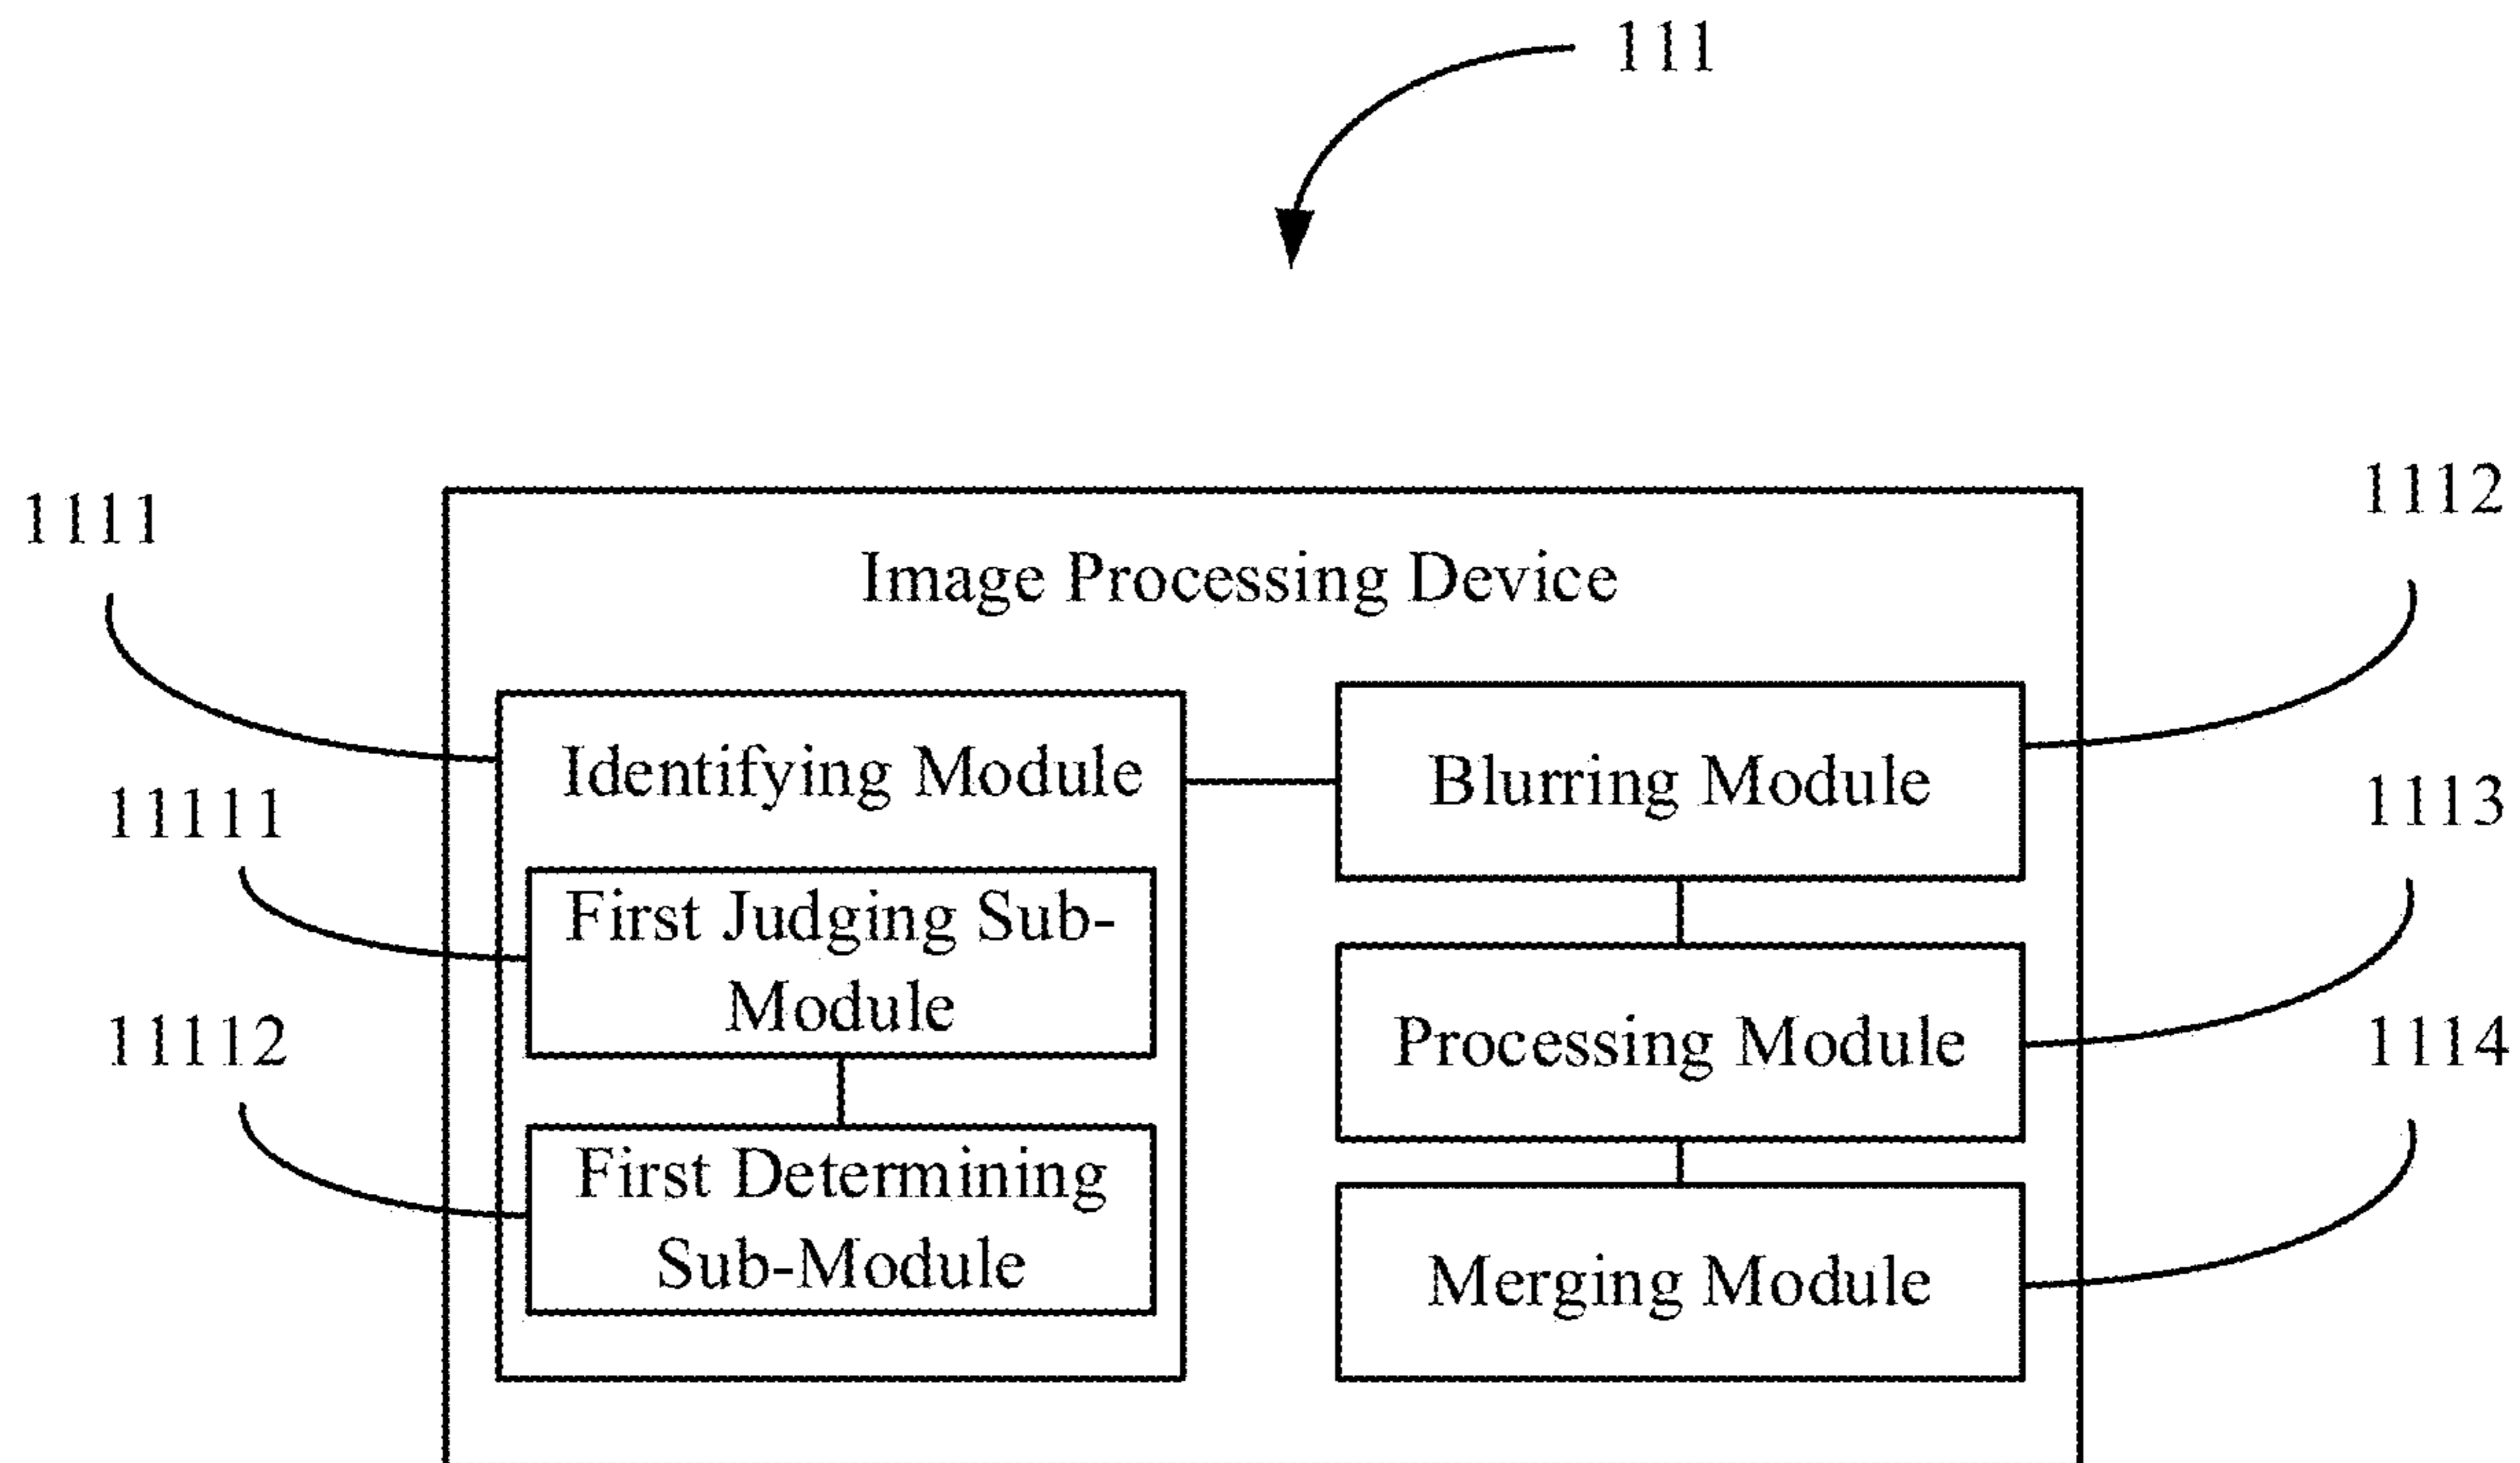 111
1111
1112
Image Processing Device
Identifying Module
Blurring Module
11111
1113
First Judging Sub-
Module
11112
1114
Processing Module
First Determining
Sub-Module
Merging Module